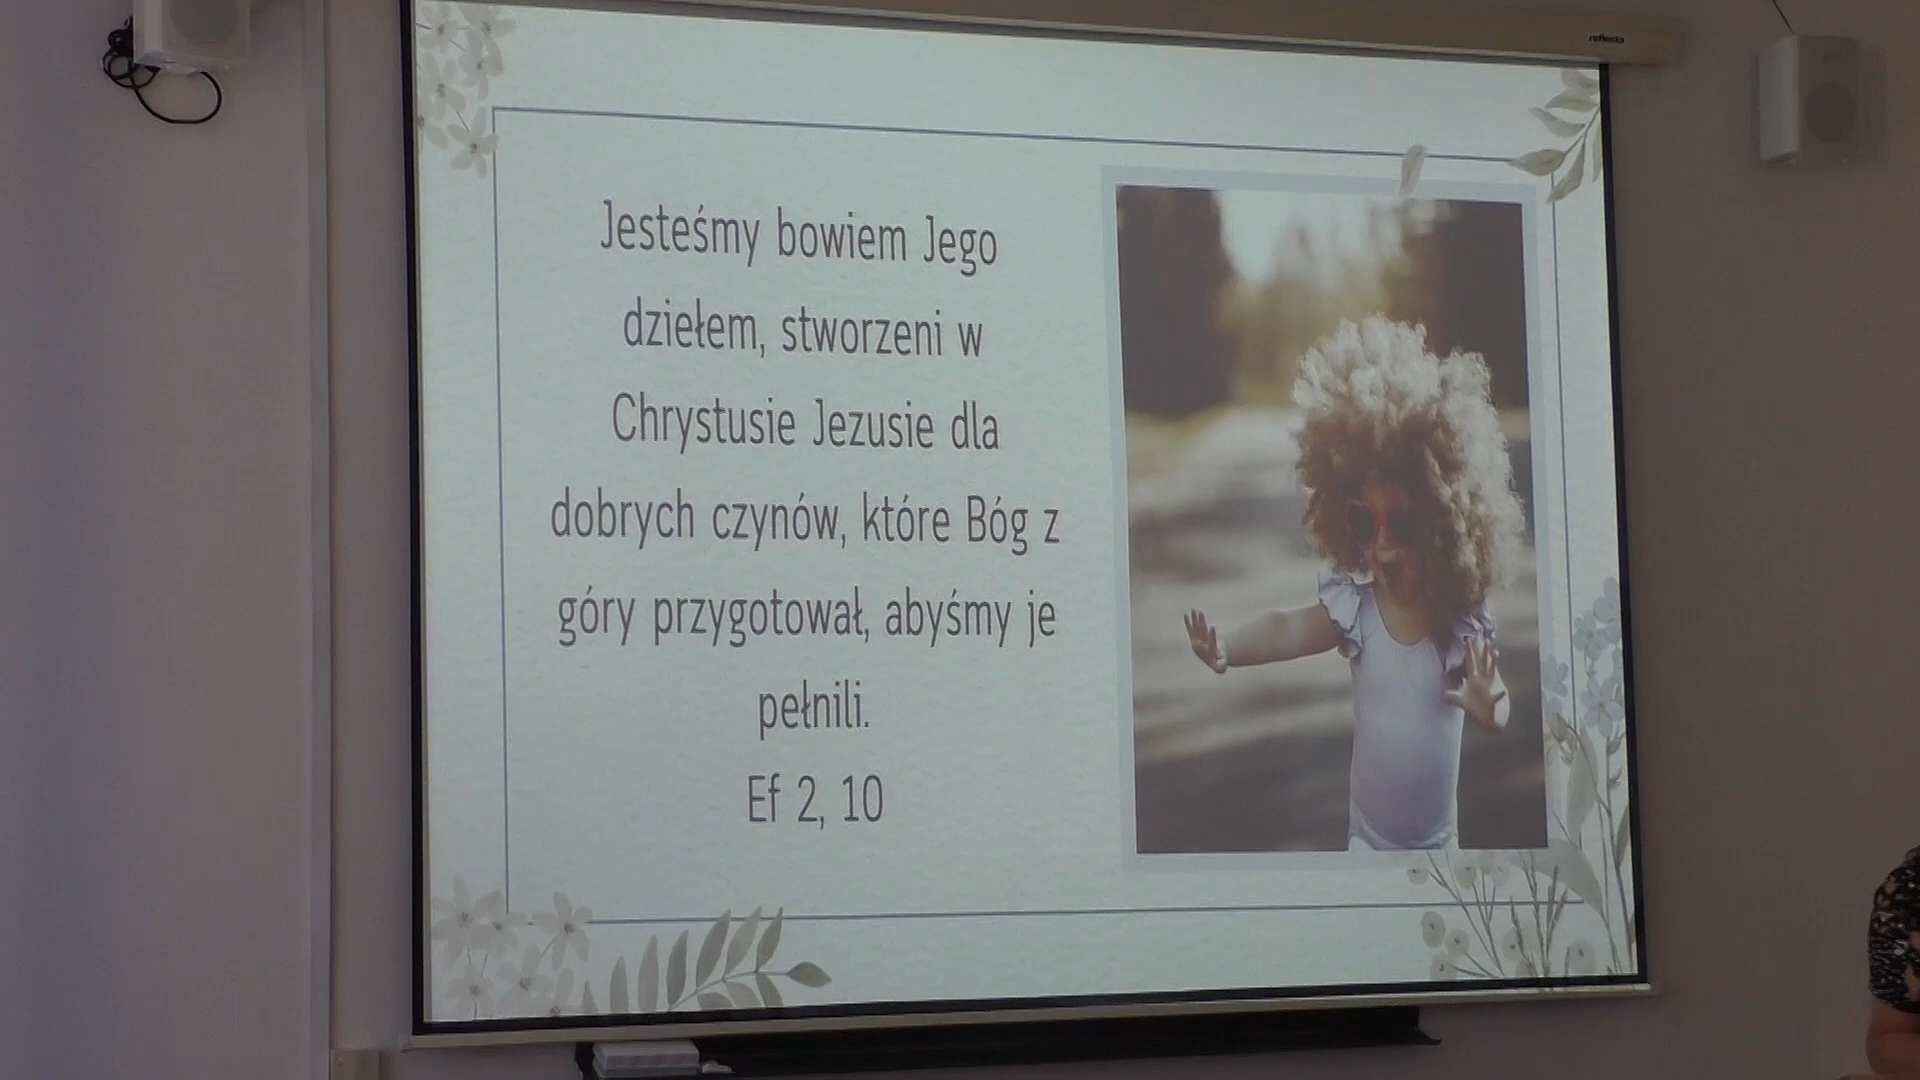 reflecta
Jesteśmy bowiem Jego
dziełem, stworzeni w
Chrystusie Jezusie dla
dobrych czynów, które Bóg z
góry przygotował, abyśmy je
pełnili.
Ef 2, 10